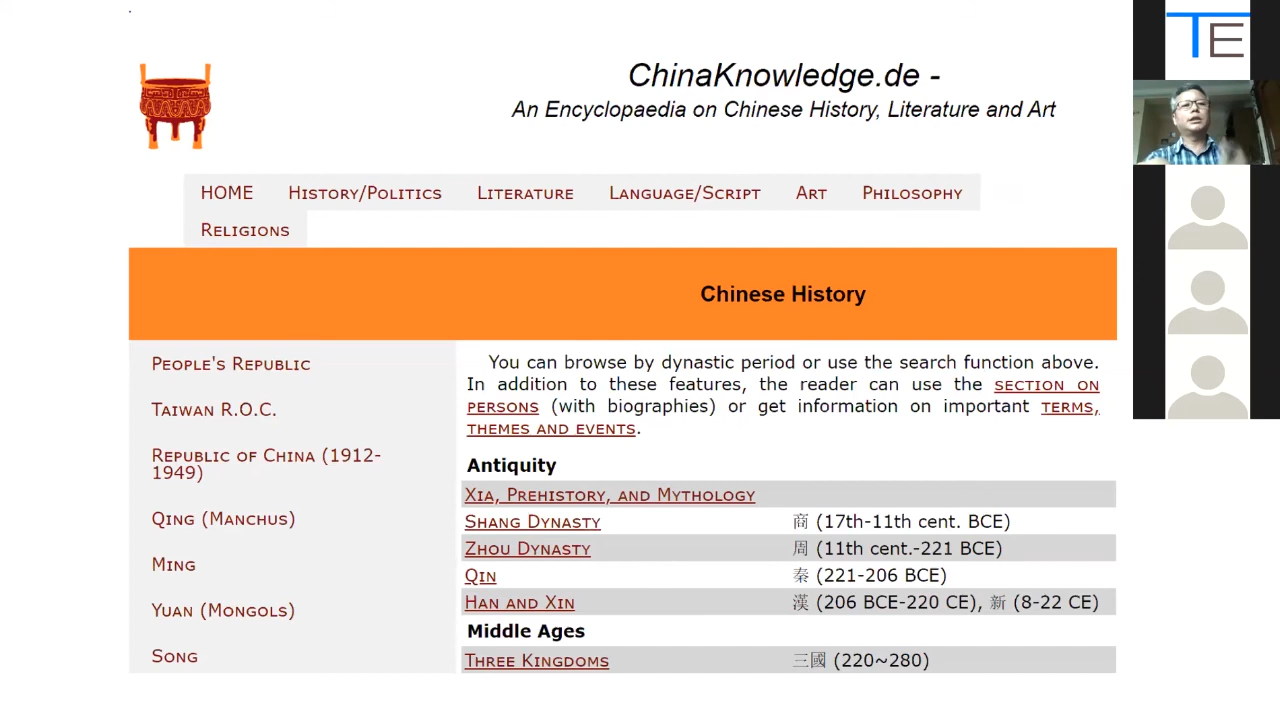 ChinaKnowledge.de -
An Encyclopaedia on Chinese History, Literature and Art
TE
HOME History/Politics Literature Language/Script Art Philosophy
Religions
Chinese History
People's Republic
Taiwan R.O.C.
Republic of China (1912-
1949)
Qing (Manchus)
Ming
Yuan (Mongols)
Song
You can browse by dynastic period or use the search function above.
In addition to these features, the reader can use the section on
persons (with biographies) or get information on important terms,
themes and events.
Antiquity
Xia, Prehistory, and Mythology
Shang Dynasty 商 (17th-11th cent. BCE)
Zhou Dynasty 周 (11th cent.-221 BCE)
Qin 秦 (221-206 BCE)
Han and Xin 漢 (206 BCE-220 CE), 新 (8-22 CE)
Middle Ages
Three Kingdoms 三國 (220~280)